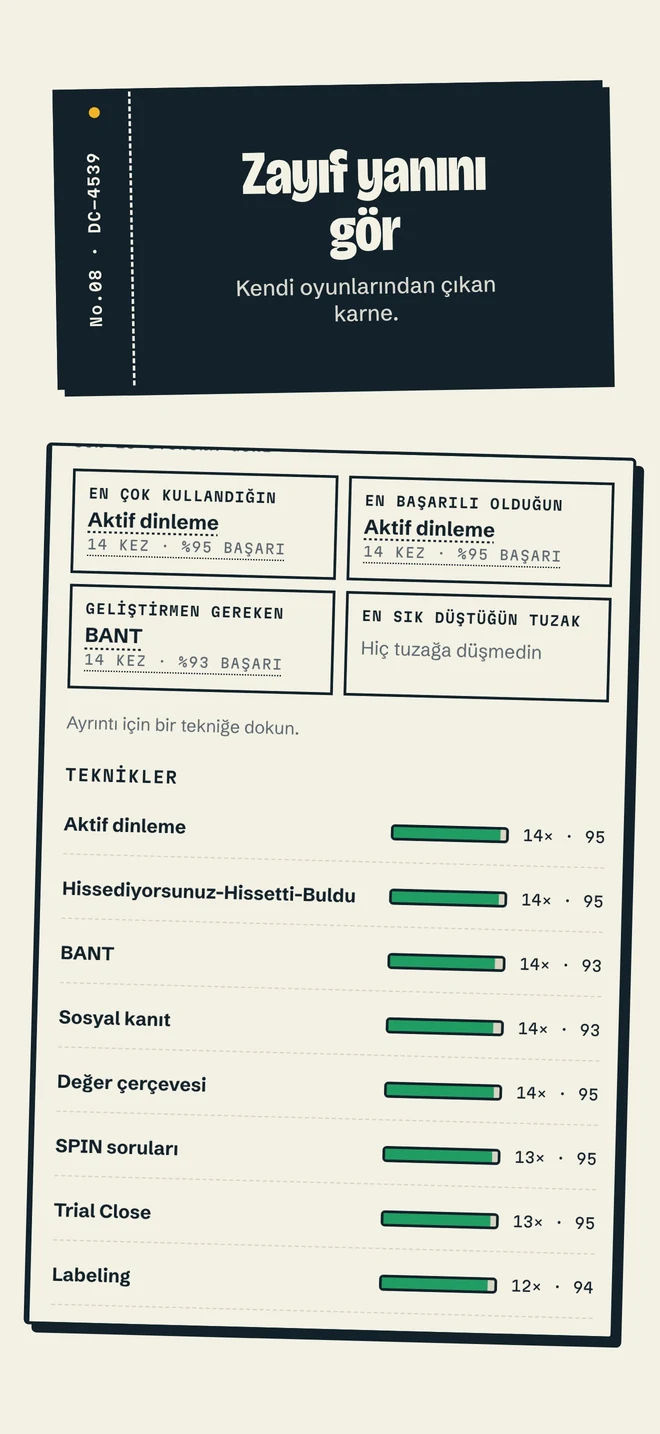 No.08 · DC—4539
Zayıf yanını
gör
Kendi oyunlarından çıkan
karne.
EN ÇOK KULLANDIĞIN
Aktif dinleme
14 KEZ · %95 BAŞARI
EN BAŞARILI OLDUĞUN
Aktif dinleme
14 KEZ · %95 BAŞARI
GELİŞTİRMEN GEREKEN
BANT
14 KEZ · %93 BAŞARI
EN SIK DÜŞTÜĞÜN TUZAK
Hiç tuzağa düşmedin
Ayrıntı için bir tekniğe dokun.
TEKNİKLER
Aktif dinleme 14× · 95
Hissediyorsunuz-Hissetti-Buldu 14× · 95
BANT 14× · 93
Sosyal kanıt 14× · 93
Değer çerçevesi 14× · 95
SPIN soruları 13× · 95
Trial Close 13× · 95
Labeling 12× · 94